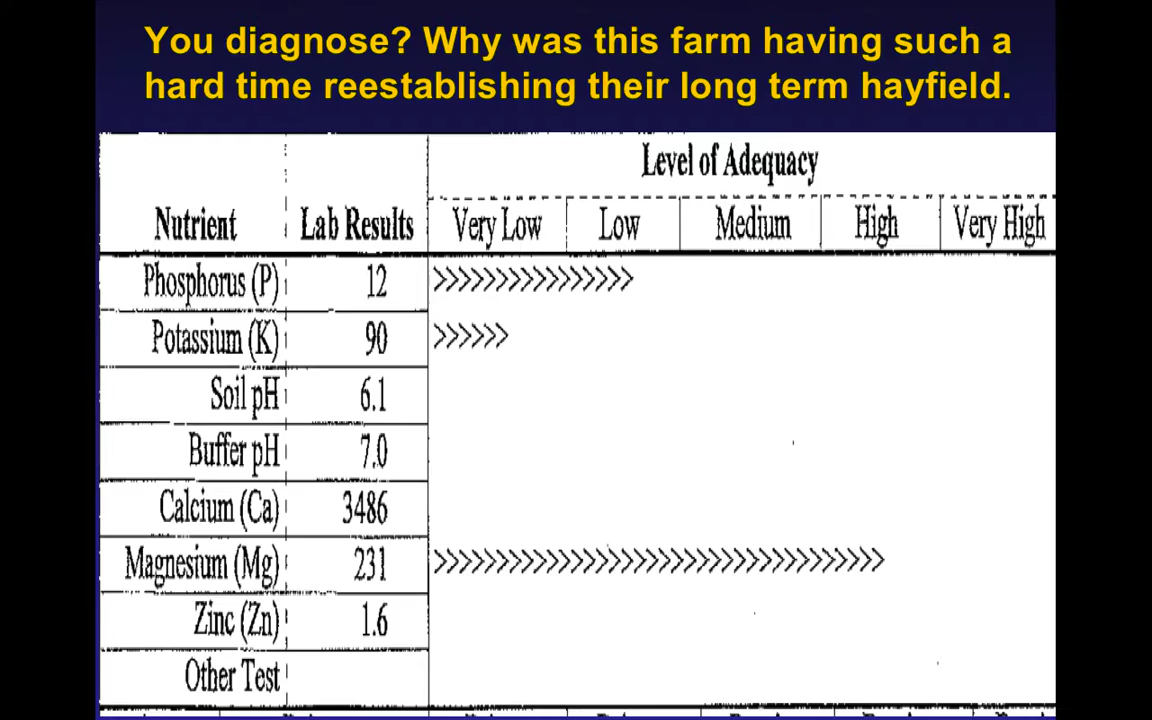 You diagnose? Why was this farm having such a
hard time reestablishing their long term hayfield.
Level of Adequacy
Nutrient Lab Results Very Low Low Medium High Very High
Phosphorus (P) 12 >>>>>>>>>>>>>>>>
Potassium (K) 90 >>>>>>
Soil pH 6.1
Buffer pH 7.0
Calcium (Ca) 3486
Magnesium (Mg) 231 >>>>>>>>>>>>>>>>>>>>>>>>>>>>>>>>>>>>
Zinc (Zn) 1.6
Other Test